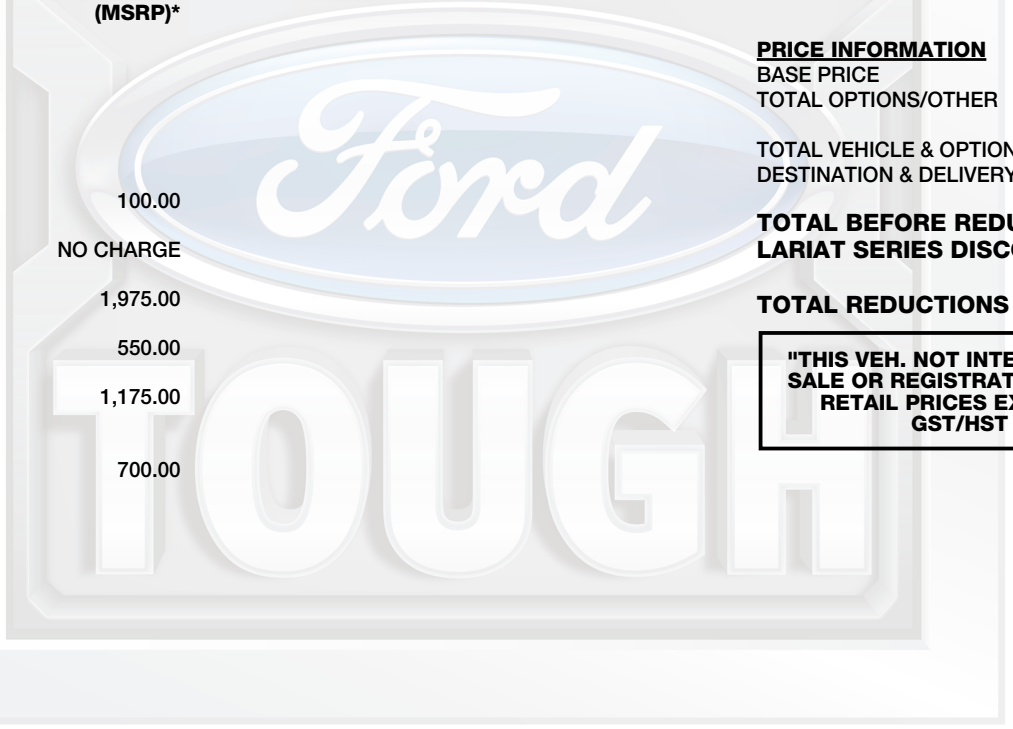 (MSRP)*
100.00
NO CHARGE
1,975.00
550.00
1,175.00
700.00
Ford
TOUGH
PRICE INFORMATION
BASE PRICE
TOTAL OPTIONS/OTHER
TOTAL VEHICLE & OPTION
DESTINATION & DELIVERY
TOTAL BEFORE REDU
LARIAT SERIES DISCO
TOTAL REDUCTIONS
"THIS VEH. NOT INTE
SALE OR REGISTRAT
RETAIL PRICES EX
GST/HST